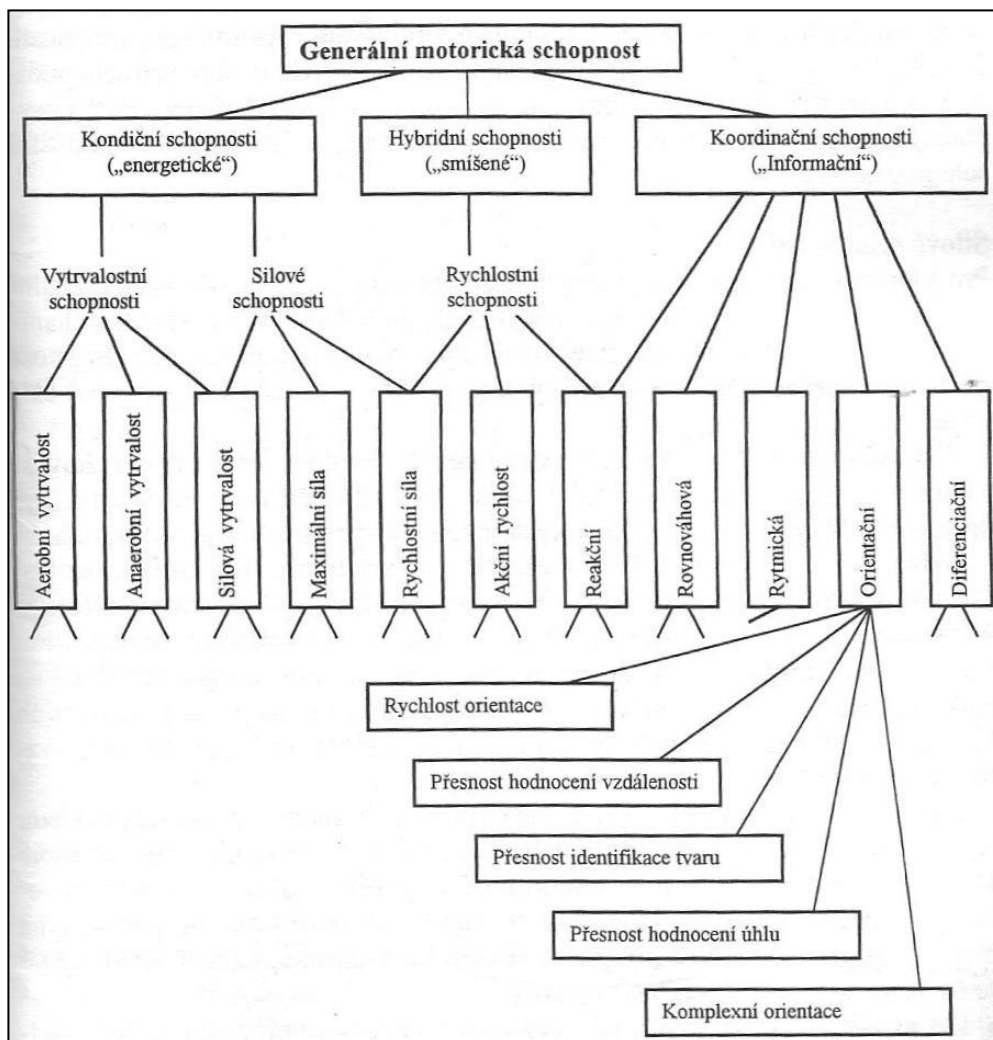 Generální motorická schopnost
Kondiční schopnosti
(„energetické“)
Hybridní schopnosti
(„smíšené“)
Koordinační schopnosti
(„Informační“)
Vytrvalostní
schopnosti
Silové
schopnosti
Rychlostní
schopnosti
Aerobní vytrvalost
Anaerobní vytrvalost
Silová vytrvalost
Maximální síla
Rychlostní síla
Akční rychlost
Reakční
Rovnováhová
Rytmická
Orientační
Diferenciační
Rychlost orientace
Přesnost hodnocení vzdálenosti
Přesnost identifikace tvaru
Přesnost hodnocení úhlu
Komplexní orientace